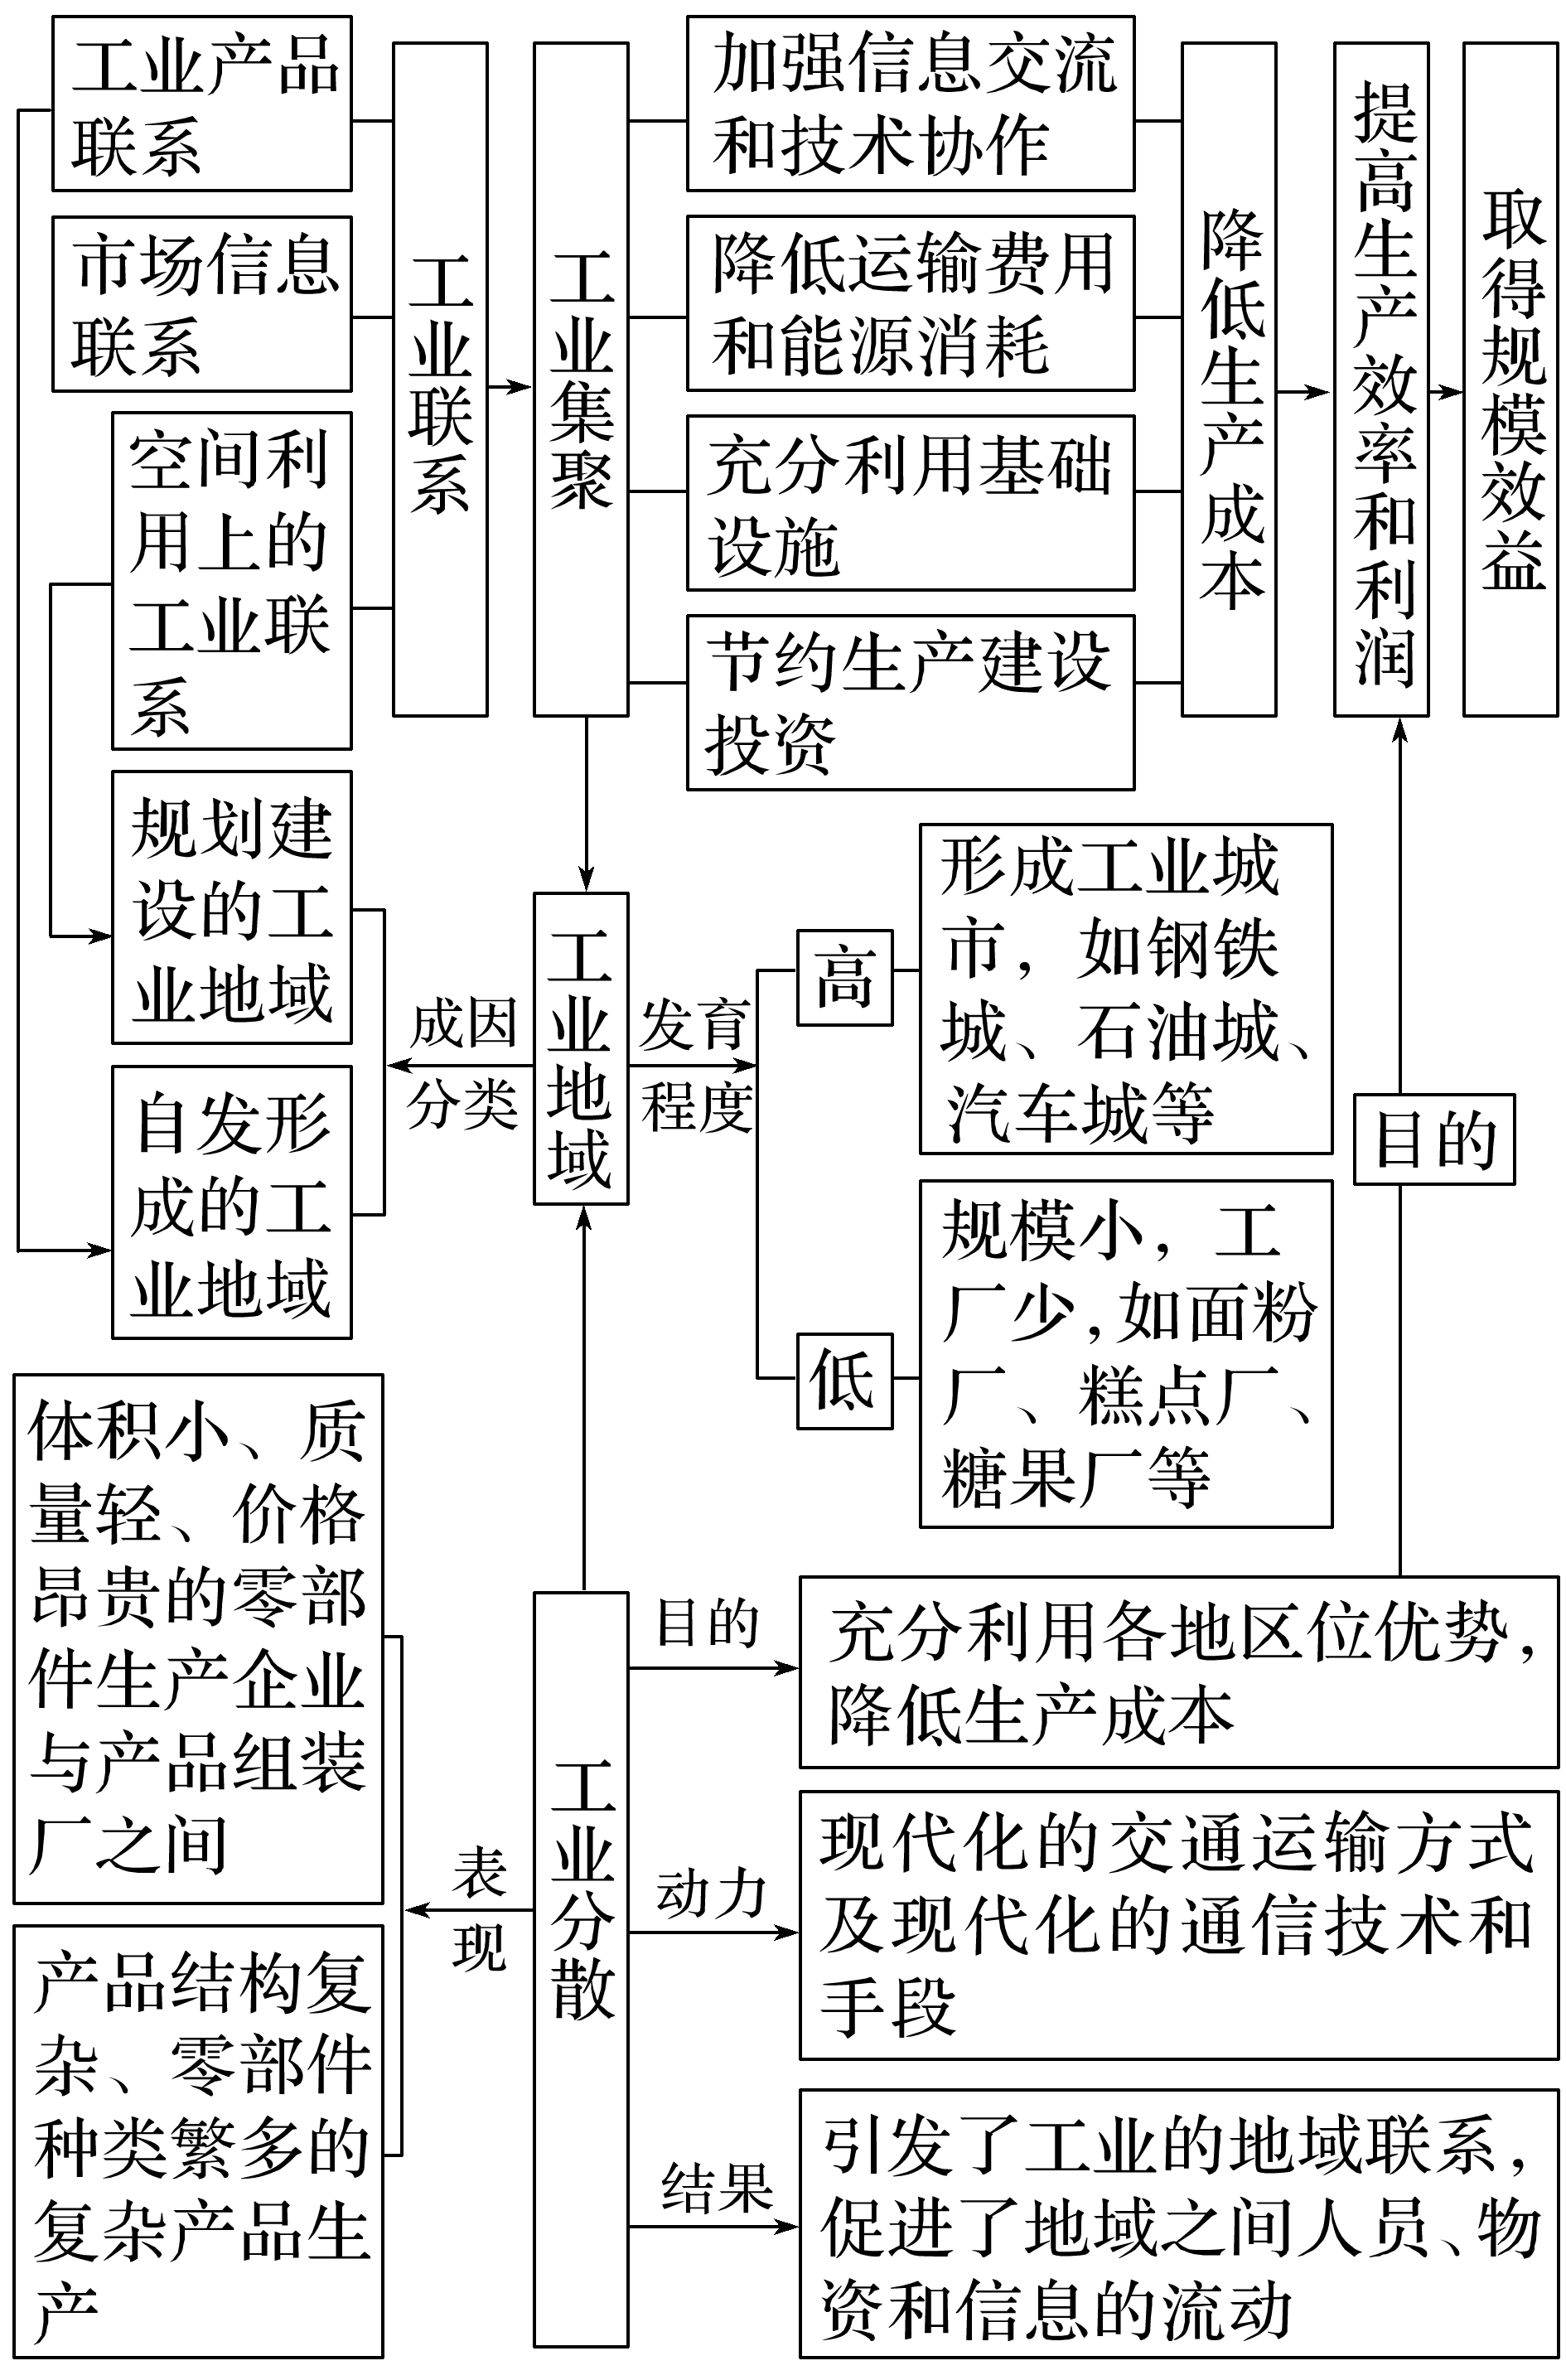 工业产品
联系
市场信息
联系
空间利
用上的
工业联
系
工业联系
工业集聚
加强信息交流
和技术协作
降低运输费用
和能源消耗
充分利用基础
设施
节约生产建设
投资
降低生产成本
提高生产效率和利润
取得规模效益
规划建
设的工
业地域
自发形
成的工
业地域
成因
分类
工业地域
发育
程度
高
形成工业城
市，如钢铁
城、石油城、
汽车城等
低
规模小，工
厂少，如面粉
厂、糕点厂、
糖果厂等
目的
体积小、质
量轻、价格
昂贵的零部
件生产企业
与产品组装
厂之间
产品结构复
杂、零部件
种类繁多的
复杂产品生
产
表
现
工业分散
目的
充分利用各地区位优势，
降低生产成本
动力
现代化的交通运输方式
及现代化的通信技术和
手段
结果
引发了工业的地域联系，
促进了地域之间人员、物
资和信息的流动